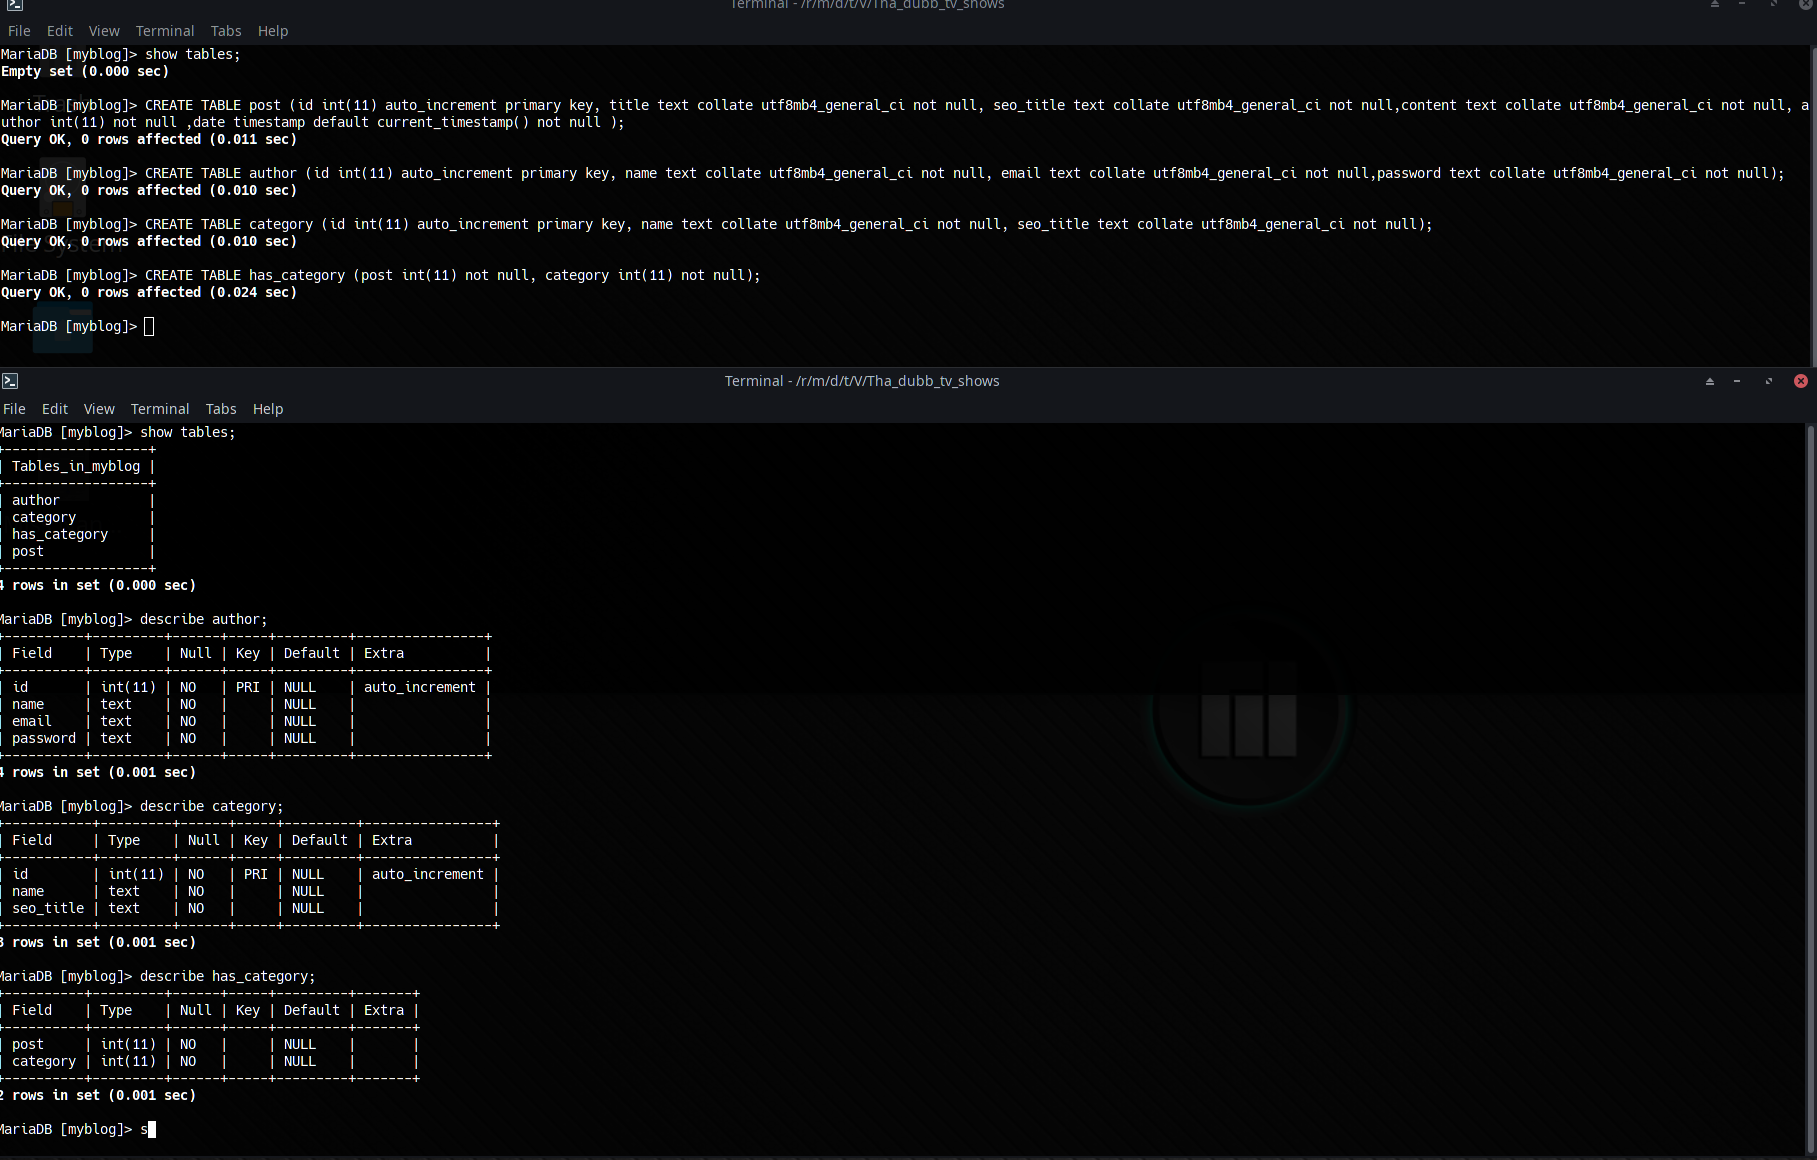 Terminal - /r/m/d/t/V/Tha_dubb_tv_shows
File Edit View Terminal Tabs Help
MariaDB [myblog]> show tables;
Empty set (0.000 sec)
MariaDB [myblog]> CREATE TABLE post (id int(11) auto_increment primary key, title text collate utf8mb4_general_ci not null, seo_title text collate utf8mb4_general_ci not null,content text collate utf8mb4_general_ci not null, a
uthor int(11) not null ,date timestamp default current_timestamp() not null );
Query OK, 0 rows affected (0.011 sec)
MariaDB [myblog]> CREATE TABLE author (id int(11) auto_increment primary key, name text collate utf8mb4_general_ci not null, email text collate utf8mb4_general_ci not null,password text collate utf8mb4_general_ci not null);
Query OK, 0 rows affected (0.010 sec)
MariaDB [myblog]> CREATE TABLE category (id int(11) auto_increment primary key, name text collate utf8mb4_general_ci not null, seo_title text collate utf8mb4_general_ci not null);
Query OK, 0 rows affected (0.010 sec)
MariaDB [myblog]> CREATE TABLE has_category (post int(11) not null, category int(11) not null);
Query OK, 0 rows affected (0.024 sec)
MariaDB [myblog]>
Terminal - /r/m/d/t/V/Tha_dubb_tv_shows
File Edit View Terminal Tabs Help
MariaDB [myblog]> show tables;
+------------------+
| Tables_in_myblog |
+------------------+
| author           |
| category         |
| has_category     |
| post             |
+------------------+
4 rows in set (0.000 sec)
MariaDB [myblog]> describe author;
+----------+---------+------+-----+---------+----------------+
| Field    | Type    | Null | Key | Default | Extra          |
+----------+---------+------+-----+---------+----------------+
| id       | int(11) | NO   | PRI | NULL    | auto_increment |
| name     | text    | NO   |     | NULL    |                |
| email    | text    | NO   |     | NULL    |                |
| password | text    | NO   |     | NULL    |                |
+----------+---------+------+-----+---------+----------------+
4 rows in set (0.001 sec)
MariaDB [myblog]> describe category;
+-----------+---------+------+-----+---------+----------------+
| Field     | Type    | Null | Key | Default | Extra          |
+-----------+---------+------+-----+---------+----------------+
| id        | int(11) | NO   | PRI | NULL    | auto_increment |
| name      | text    | NO   |     | NULL    |                |
| seo_title | text    | NO   |     | NULL    |                |
+-----------+---------+------+-----+---------+----------------+
3 rows in set (0.001 sec)
MariaDB [myblog]> describe has_category;
+----------+---------+------+-----+---------+-------+
| Field    | Type    | Null | Key | Default | Extra |
+----------+---------+------+-----+---------+-------+
| post     | int(11) | NO   |     | NULL    |       |
| category | int(11) | NO   |     | NULL    |       |
+----------+---------+------+-----+---------+-------+
2 rows in set (0.001 sec)
MariaDB [myblog]> s